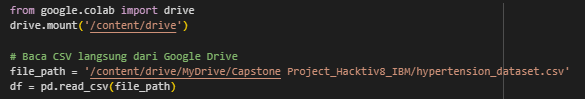 from google.colab import drive
drive.mount('/content/drive')
# Baca CSV langsung dari Google Drive
file_path = '/content/drive/MyDrive/Capstone Project_Hacktiv8_IBM/hypertension_dataset.csv'
df = pd.read_csv(file_path)